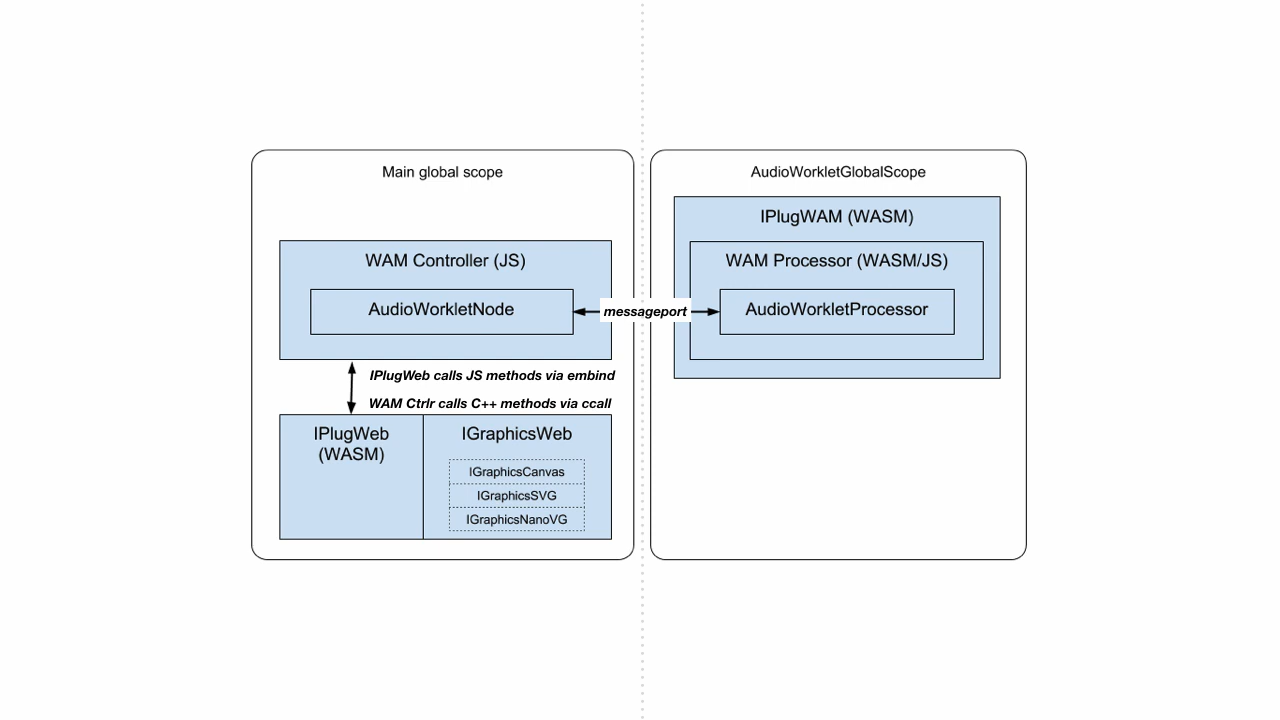 Main global scope
WAM Controller (JS)
AudioWorkletNode
messageport
AudioWorkletGlobalScope
IPlugWAM (WASM)
WAM Processor (WASM/JS)
AudioWorkletProcessor
IPlugWeb calls JS methods via embind
WAM Ctrlr calls C++ methods via ccall
IPlugWeb
(WASM)
IGraphicsWeb
IGraphicsCanvas
IGraphicsSVG
IGraphicsNanoVG